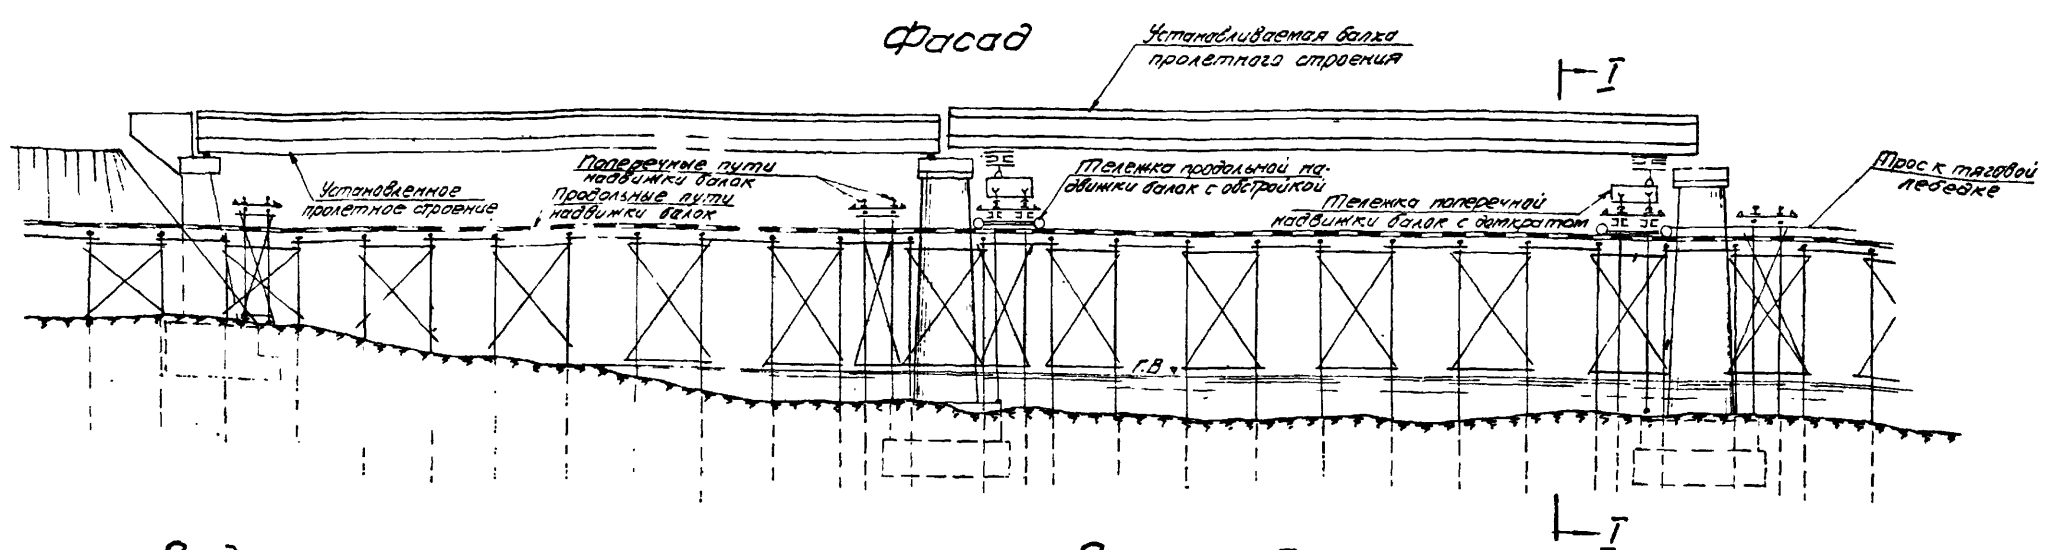 Фасад
Устанавливаемая балка
пролетного строения
I
Поперечные пути
надвижки балок
Продольные пути
надвижки балок
Установленное
пролетное строение
Тележка продольной на-
движки балок с обстройкой
Тележка поперечной
надвижки балок с домкратом
Трос к тяговой
лебедке
Г.В
I